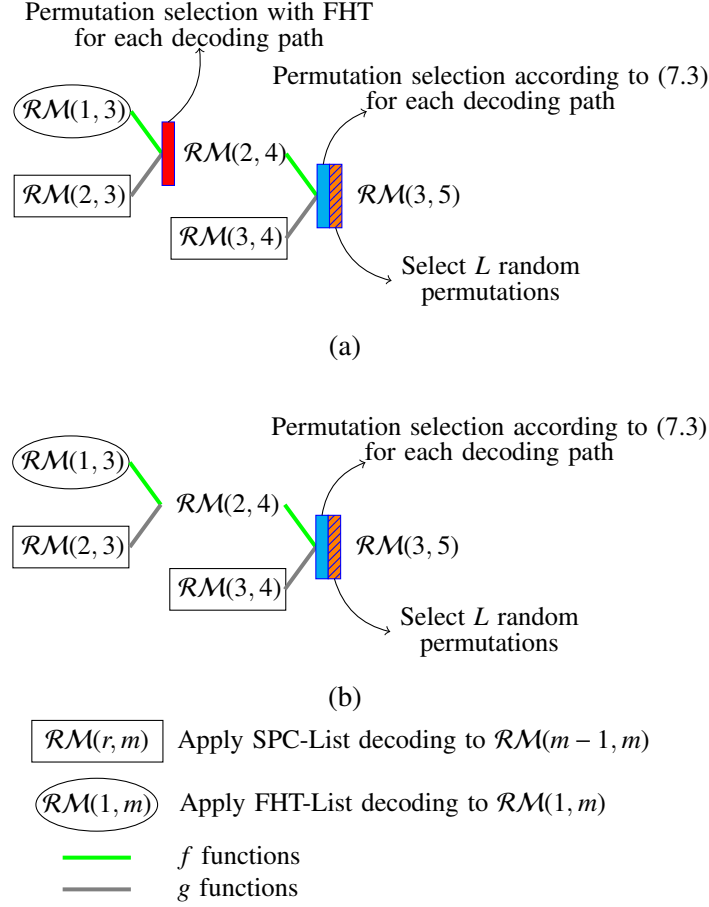 Permutation selection with FHT
for each decoding path
Permutation selection according to (7.3)
for each decoding path
ℛℳ(1, 3)
ℛℳ(2, 4)
ℛℳ(2, 3)
ℛℳ(3, 5)
ℛℳ(3, 4)
Select L random
permutations
(a)
Permutation selection according to (7.3)
for each decoding path
ℛℳ(1, 3)
ℛℳ(2, 4)
ℛℳ(2, 3)
ℛℳ(3, 5)
ℛℳ(3, 4)
Select L random
permutations
(b)
ℛℳ(r, m) Apply SPC-List decoding to ℛℳ(m − 1, m)
ℛℳ(1, m) Apply FHT-List decoding to ℛℳ(1, m)
f functions
g functions